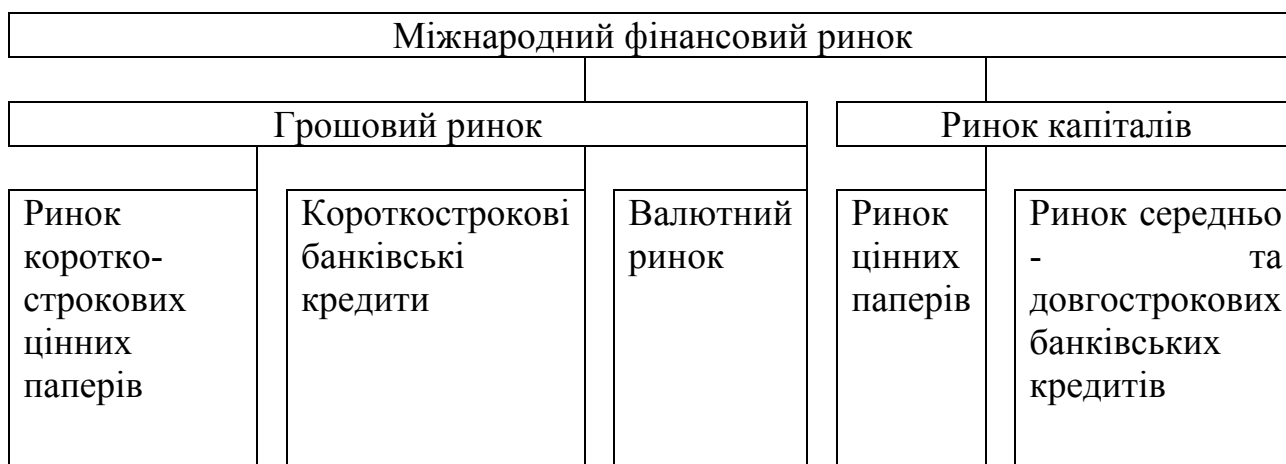 Міжнародний фінансовий ринок
Грошовий ринок
Ринок капіталів
Ринок
коротко-
строкових
цінних
паперів
Короткострокові
банківські
кредити
Валютний
ринок
Ринок
цінних
паперів
Ринок середньо
- та
довгострокових
банківських
кредитів